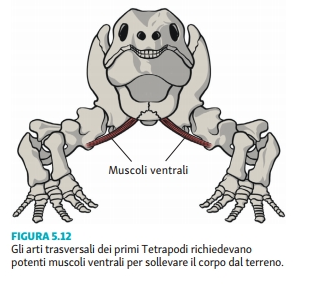 Muscoli ventrali
FIGURA 5.12
Gli arti trasversali dei primi Tetrapodi richiedevano
potenti muscoli ventrali per sollevare il corpo dal terreno.